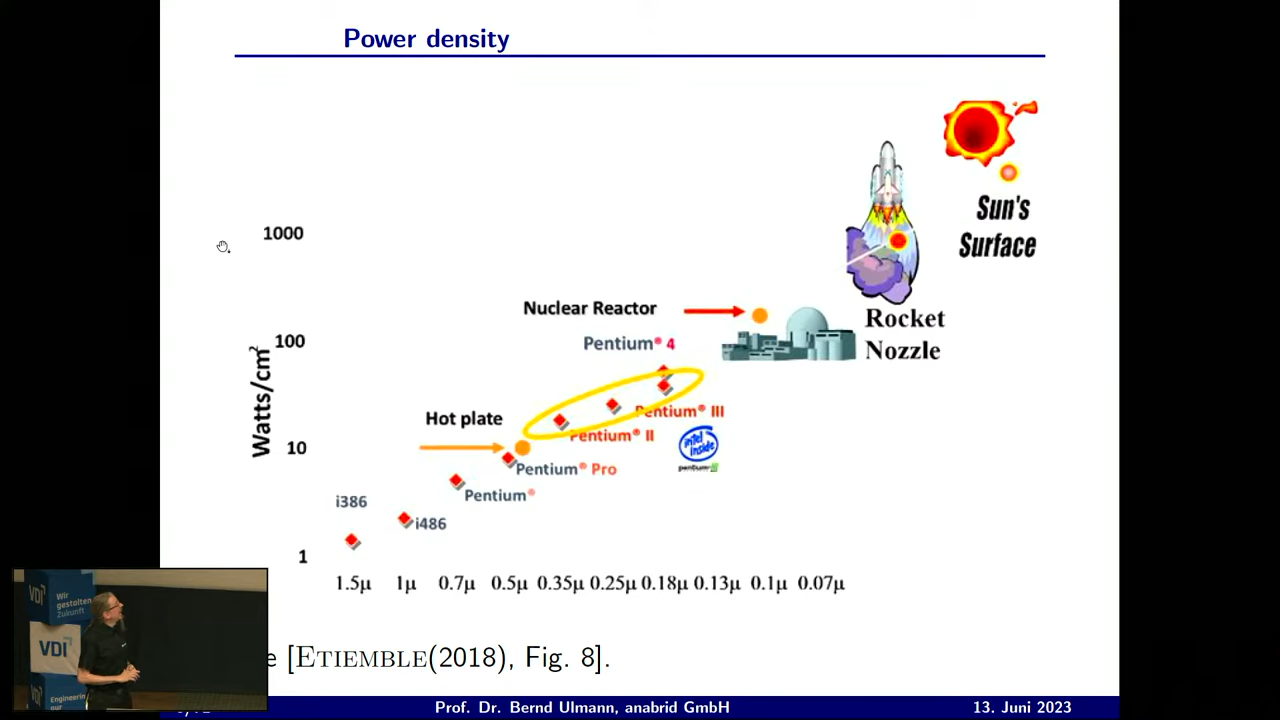 Power density
Sun's
Surface
1000
Nuclear Reactor
Rocket
Nozzle
Pentium® 4
100
Watts/cm²
Pentium® III
Hot plate
Pentium® II
intel
inside
pentium
10
Pentium® Pro
Pentium®
i386
i486
1
1.5µ 1µ 0.7µ 0.5µ 0.35µ 0.25µ 0.18µ 0.13µ 0.1µ 0.07µ
VDI
Wir
gestalten
Zukunft
VDI
VDI
e [ETIEMBLE(2018), Fig. 8].
Prof. Dr. Bernd Ulmann, anabrid GmbH 13. Juni 2023